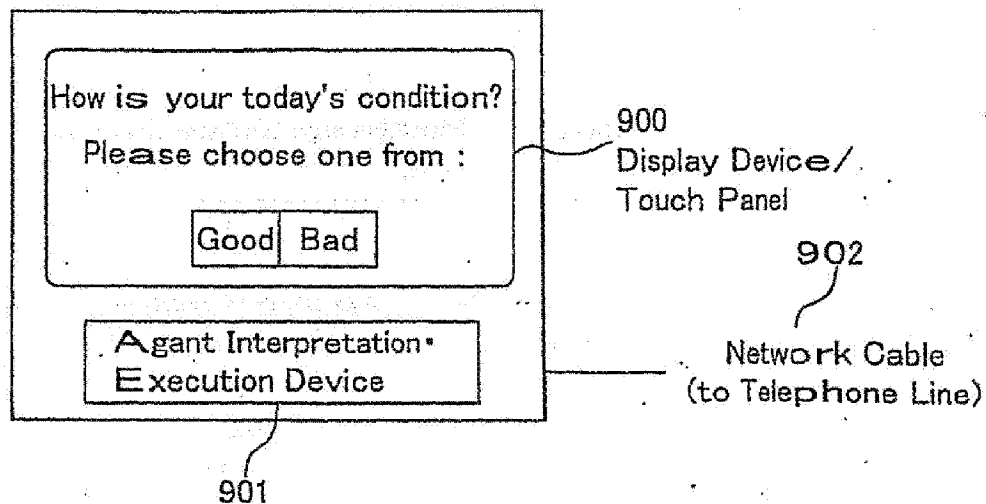 How is your today's condition?
Please choose one from :
Good Bad
Agant Interpretation·
Execution Device
900
Display Device/
Touch Panel
902
Network Cable
(to Telephone Line)
901